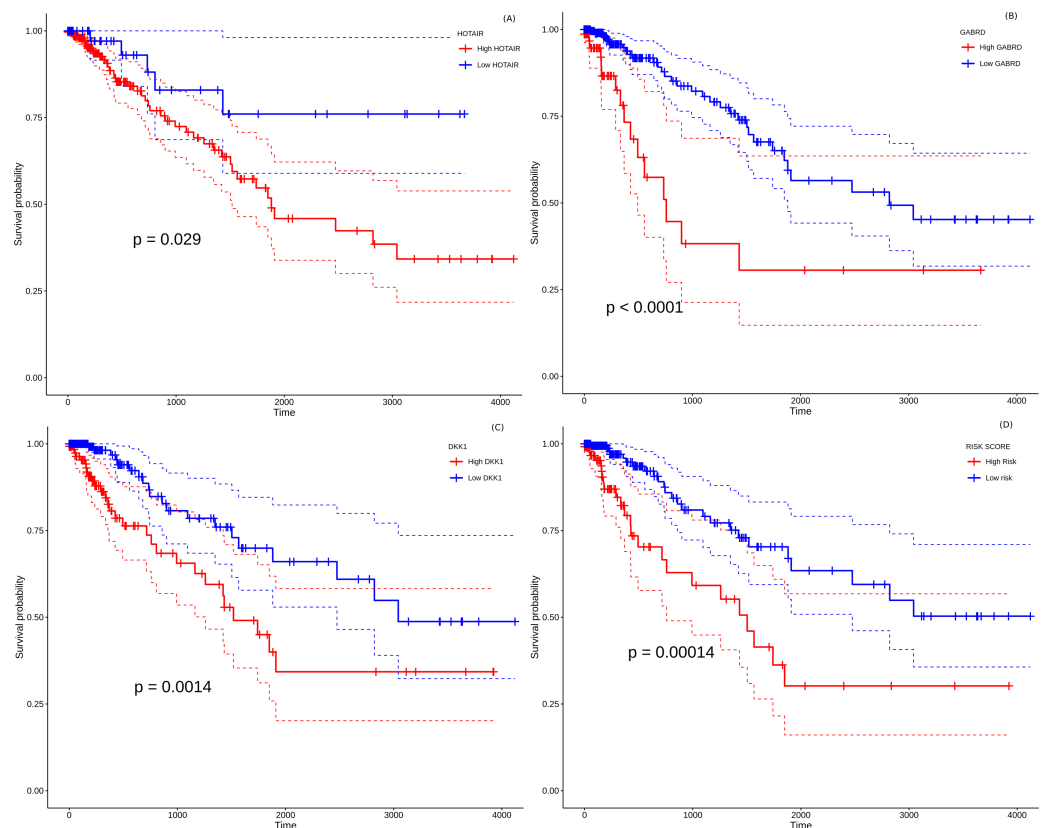 (A)
HOTAIR
High HOTAIR
Low HOTAIR
1.00
0.75
0.50
0.25
0.00
Survival probability
p = 0.029
0 1000 2000 3000 4000
Time
(B)
GABRD
High GABRD
Low GABRD
1.00
0.75
0.50
0.25
0.00
Survival probability
p < 0.0001
0 1000 2000 3000 4000
Time
(C)
DKK1
High DKK1
Low DKK1
1.00
0.75
0.50
0.25
0.00
Survival probability
p = 0.0014
0 1000 2000 3000 4000
Time
(D)
RISK SCORE
High Risk
Low risk
1.00
0.75
0.50
0.25
0.00
Survival probability
p = 0.00014
0 1000 2000 3000 4000
Time